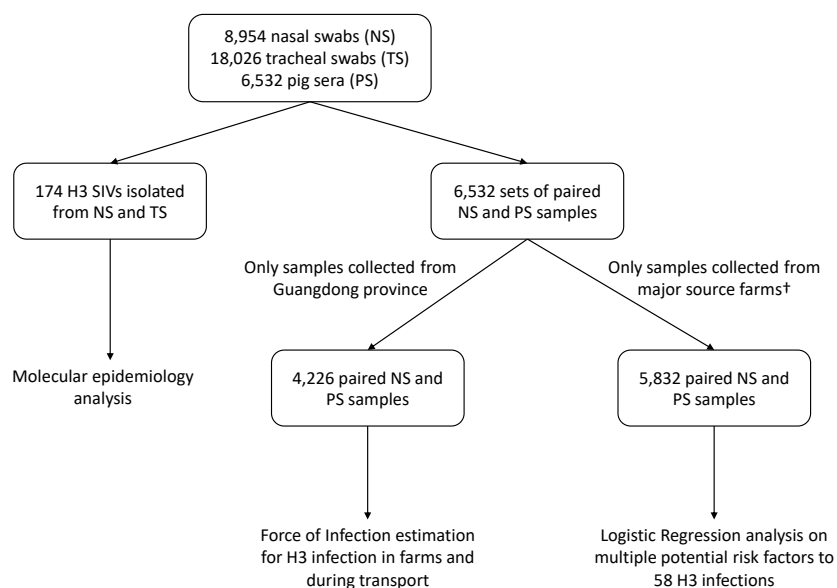 8,954 nasal swabs (NS)
18,026 tracheal swabs (TS)
6,532 pig sera (PS)
174 H3 SIVs isolated
from NS and TS
6,532 sets of paired
NS and PS samples
Only samples collected from
Guangdong province
Only samples collected from
major source farms†
Molecular epidemiology
analysis
4,226 paired NS and
PS samples
5,832 paired NS and
PS samples
Force of Infection estimation
for H3 infection in farms and
during transport
Logistic Regression analysis on
multiple potential risk factors to
58 H3 infections